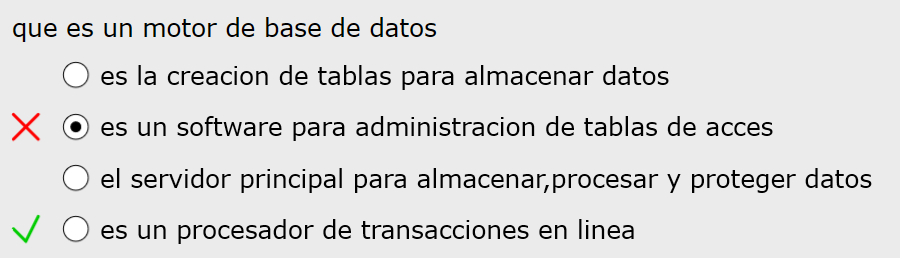 que es un motor de base de datos
es la creacion de tablas para almacenar datos
es un software para administracion de tablas de acces
el servidor principal para almacenar,procesar y proteger datos
es un procesador de transacciones en linea